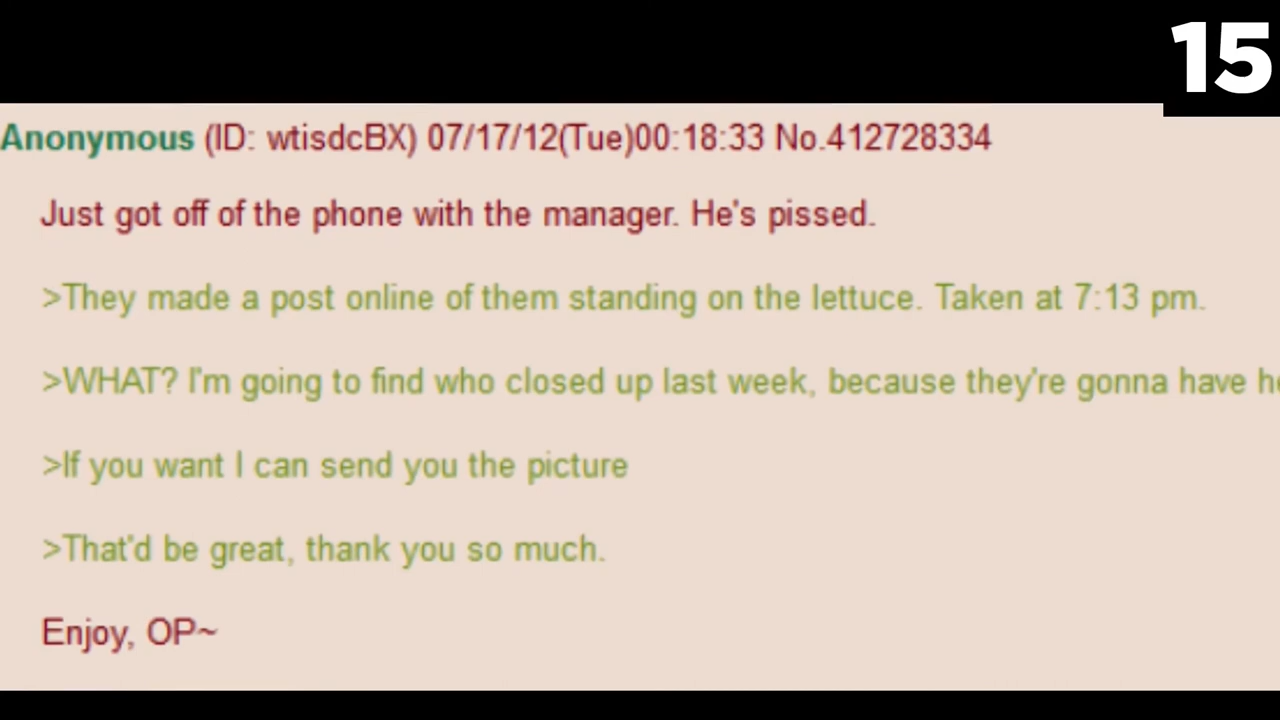 15
Anonymous (ID: wtisdcBX) 07/17/12(Tue)00:18:33 No.412728334
Just got off of the phone with the manager. He's pissed.
>They made a post online of them standing on the lettuce. Taken at 7:13 pm.
>WHAT? I'm going to find who closed up last week, because they're gonna have
>If you want I can send you the picture
>That'd be great, thank you so much.
Enjoy, OP~